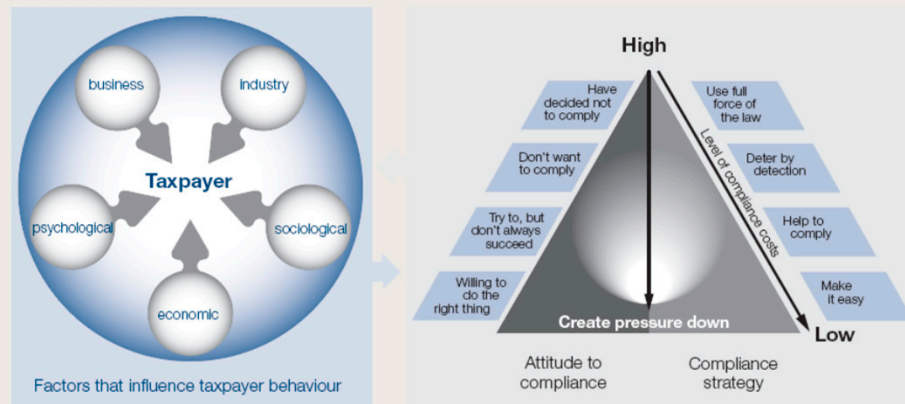 business
industry
Taxpayer
psychological
sociological
economic
Factors that influence taxpayer behaviour
High
Have
decided not
to comply
Don't want
to comply
Try to, but
don't always
succeed
Willing to
do the
right thing
Use full
force of
the law
Deter by
detection
Help to
comply
Make
it easy
Level of compliance costs
Low
Create pressure down
Attitude to
compliance
Compliance
strategy